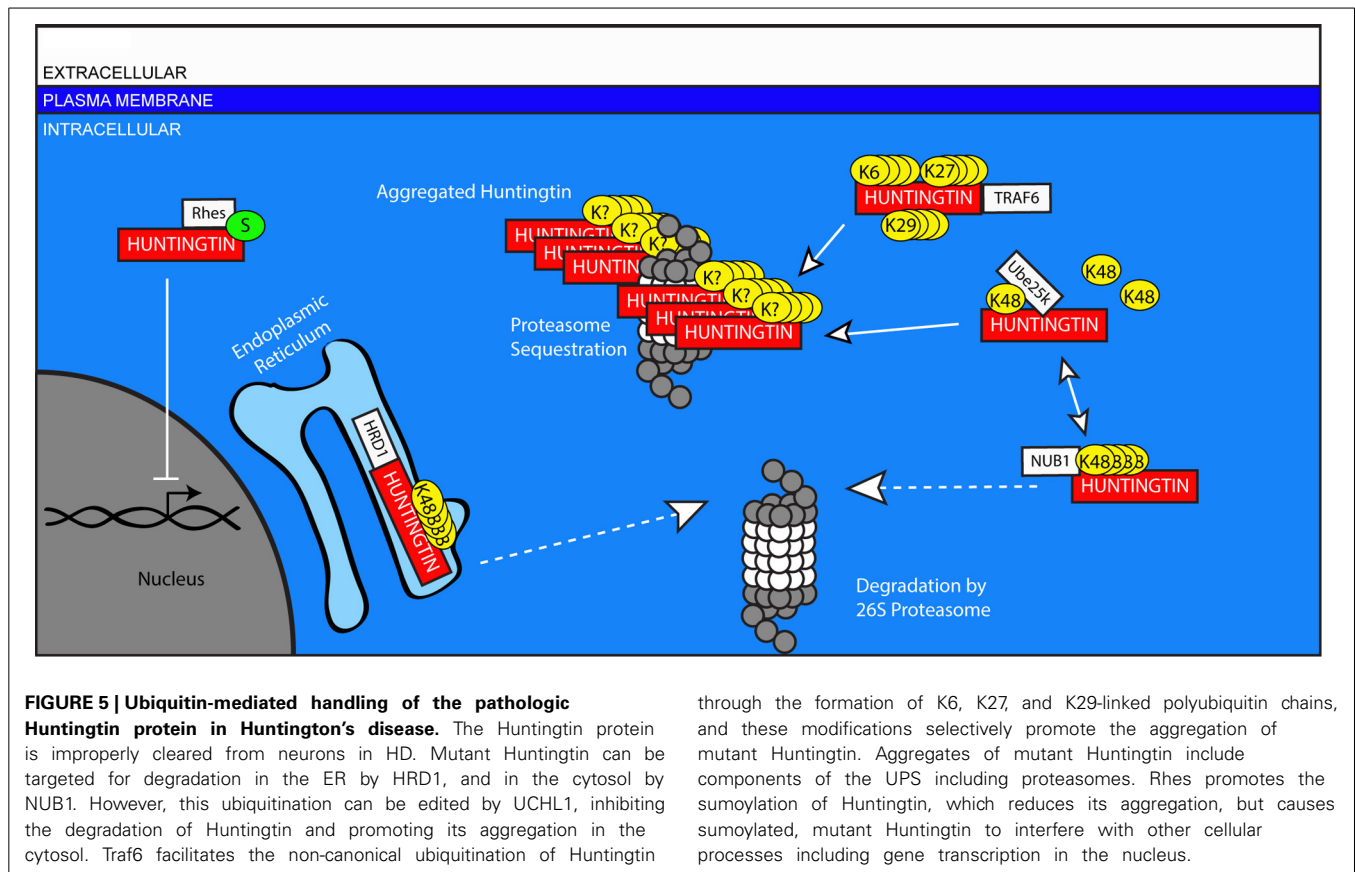 EXTRACELLULAR
PLASMA MEMBRANE
INTRACELLULAR
Rhes
S
HUNTINGTIN
Aggregated Huntingtin
K?
K?
K?
HUNTINGTIN
HUNTINGTIN
HUNTIN
K?
K?
K?
HUNTINGTIN
HUNTINGTIN
HUNTINGTIN
Proteasome
Sequestration
K6
K27
HUNTINGTIN
TRAF6
K29
Ube25k
K48
K48
K48
HUNTINGTIN
NUB1
K48
HUNTINGTIN
Endoplasmic
Reticulum
HRD1
HUNTINGTIN
K48
Nucleus
Degradation by
26S Proteasome
FIGURE 5 | Ubiquitin-mediated handling of the pathologic
Huntingtin protein in Huntington's disease. The Huntingtin protein
is improperly cleared from neurons in HD. Mutant Huntingtin can be
targeted for degradation in the ER by HRD1, and in the cytosol by
NUB1. However, this ubiquitination can be edited by UCHL1, inhibiting
the degradation of Huntingtin and promoting its aggregation in the
cytosol. Traf6 facilitates the non-canonical ubiquitination of Huntingtin
through the formation of K6, K27, and K29-linked polyubiquitin chains,
and these modifications selectively promote the aggregation of
mutant Huntingtin. Aggregates of mutant Huntingtin include
components of the UPS including proteasomes. Rhes promotes the
sumoylation of Huntingtin, which reduces its aggregation, but causes
sumoylated, mutant Huntingtin to interfere with other cellular
processes including gene transcription in the nucleus.